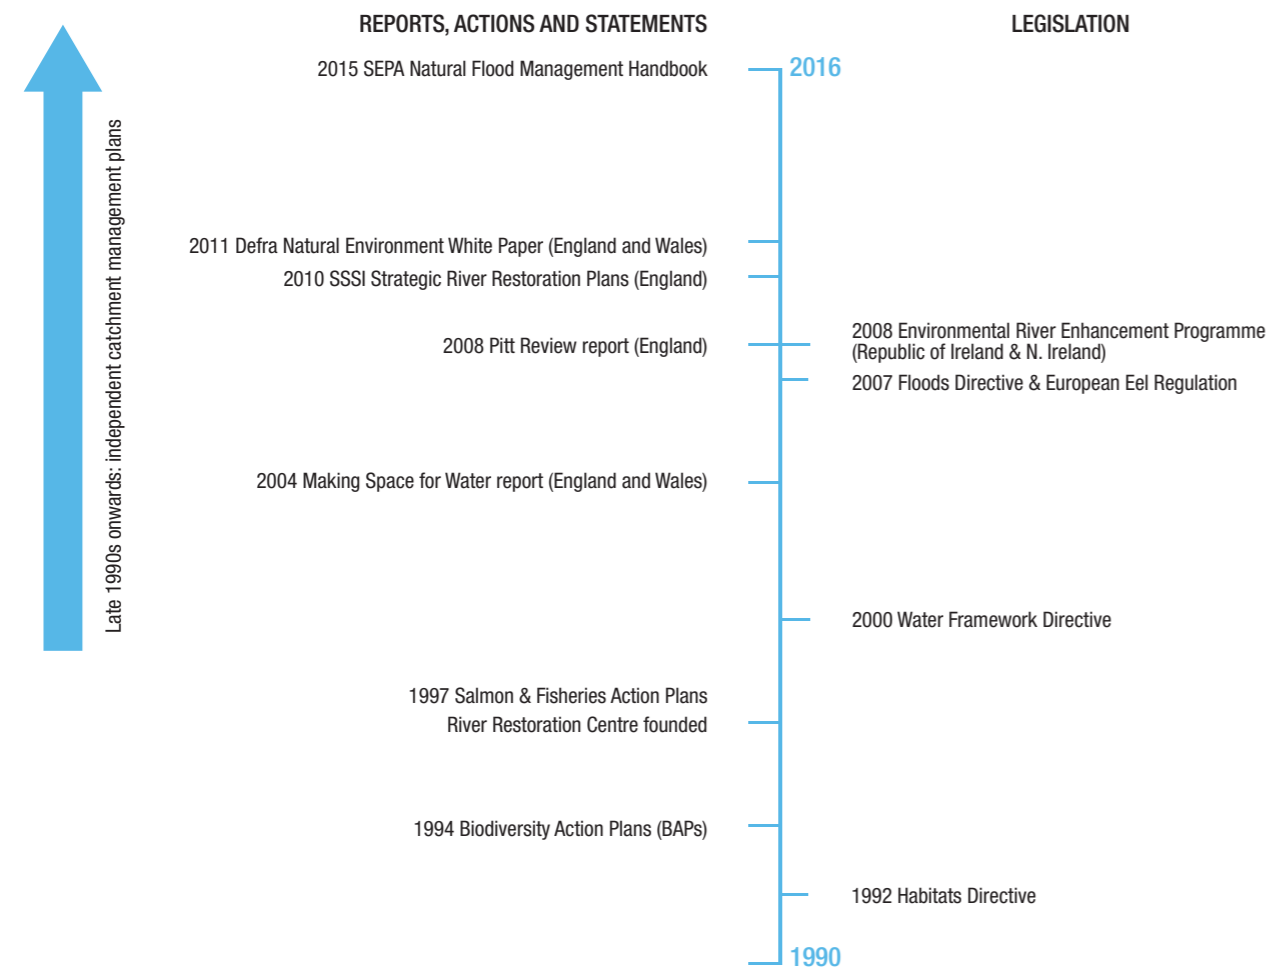 REPORTS, ACTIONS AND STATEMENTS
LEGISLATION
2015 SEPA Natural Flood Management Handbook
2016
Late 1990s onwards: independent catchment management plans
2011 Defra Natural Environment White Paper (England and Wales)
2010 SSSI Strategic River Restoration Plans (England)
2008 Pitt Review report (England)
2008 Environmental River Enhancement Programme
(Republic of Ireland & N. Ireland)
2007 Floods Directive & European Eel Regulation
2004 Making Space for Water report (England and Wales)
2000 Water Framework Directive
1997 Salmon & Fisheries Action Plans
River Restoration Centre founded
1994 Biodiversity Action Plans (BAPs)
1992 Habitats Directive
1990